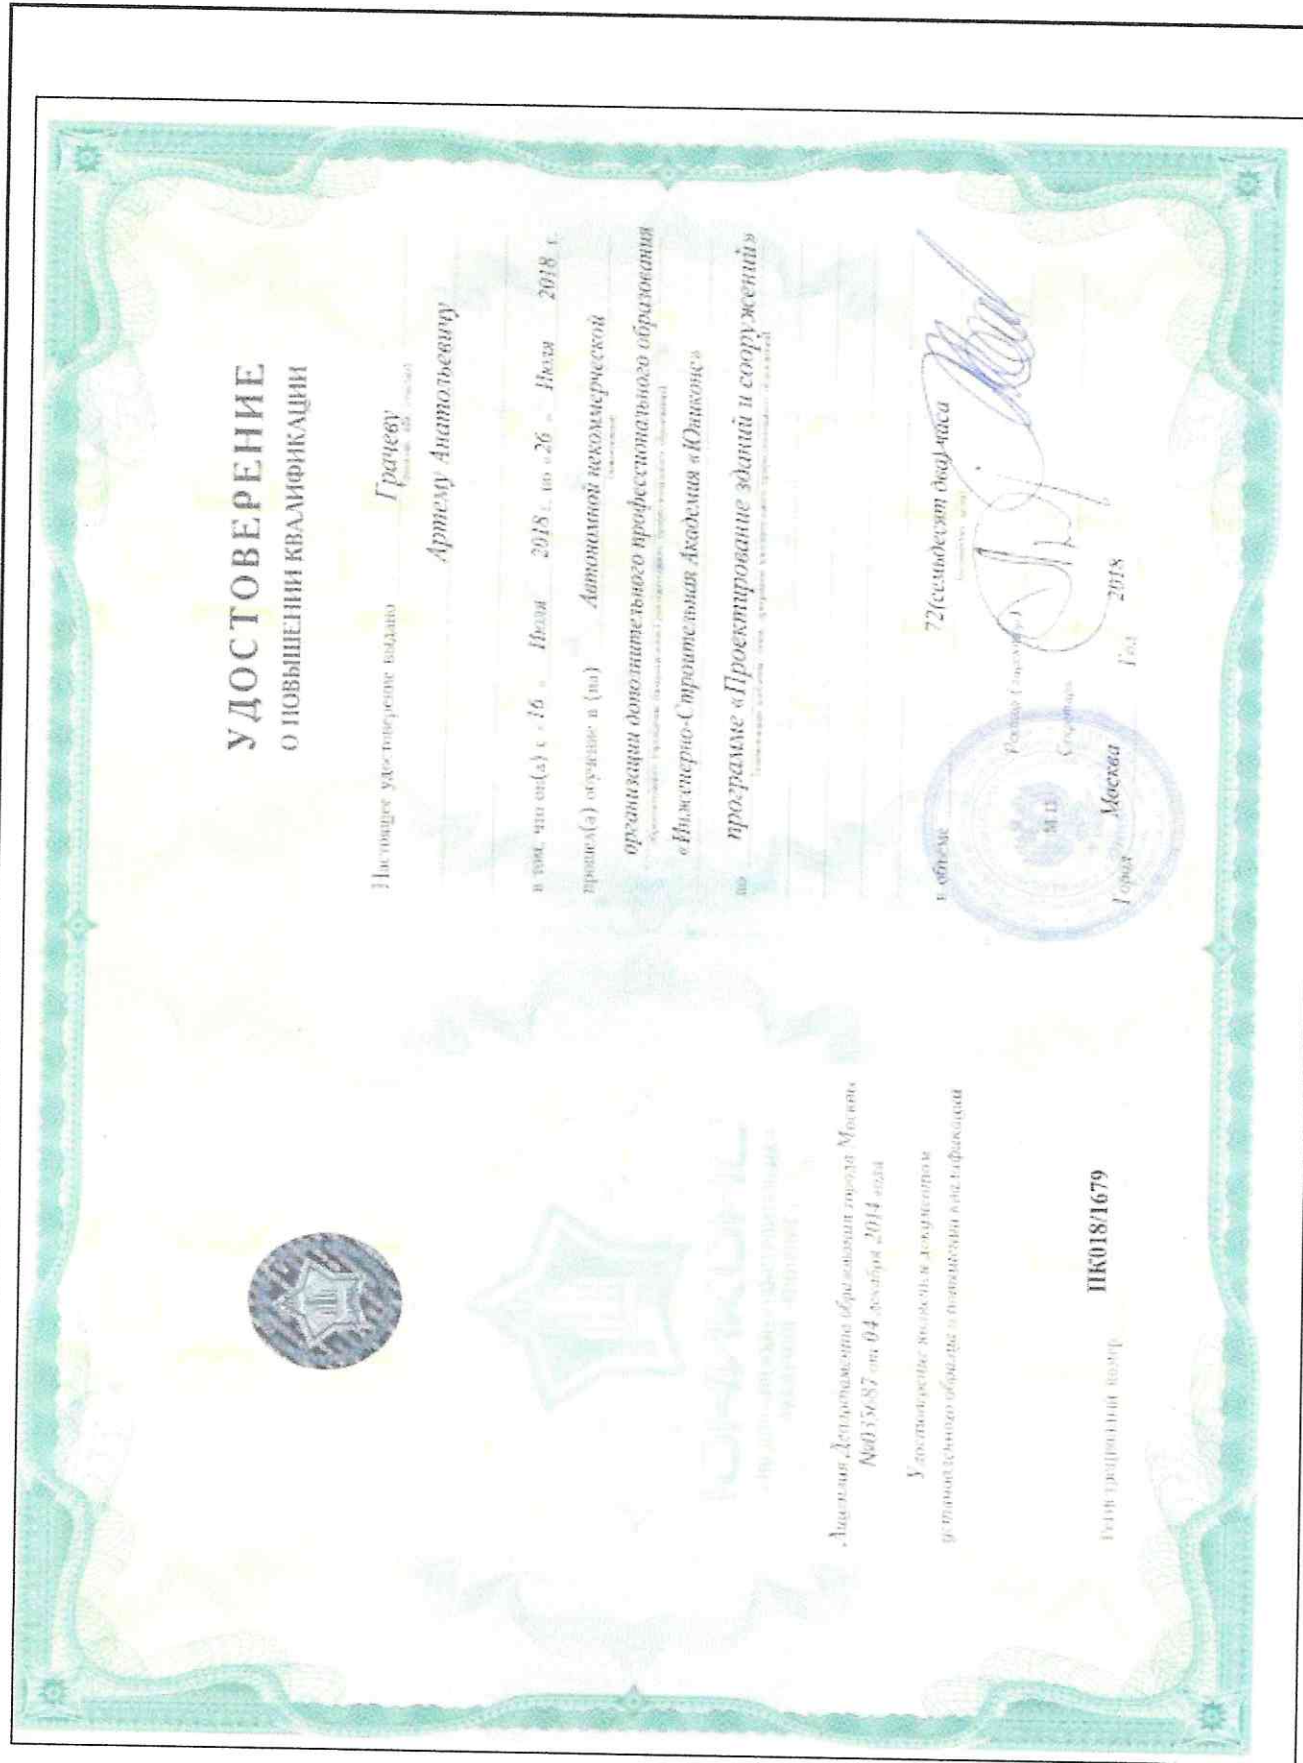 Лицензия Департамента образования города Москвы
№035687 от 04 декабря 2014 года
Удостоверение является документом
установленного образца о повышении квалификации
Регистрационный номер ПК018/1679
УДОСТОВЕРЕНИЕ
О ПОВЫШЕНИИ КВАЛИФИКАЦИИ
Настоящее удостоверение выдано Грачеву
Артему Анатольевичу
в том, что он(а) с «16» Июля 2018 г. по «26» Июля 2018 г.
прошел(а) обучение в (на) Автономной некоммерческой
организации дополнительного профессионального образования
«Инженерно-Строительная Академия «Юниконс»
по программе «Проектирование зданий и сооружений»
в объеме 72(семьдесят два)часа
М.П.
Секретарь
Город Москва Год 2018